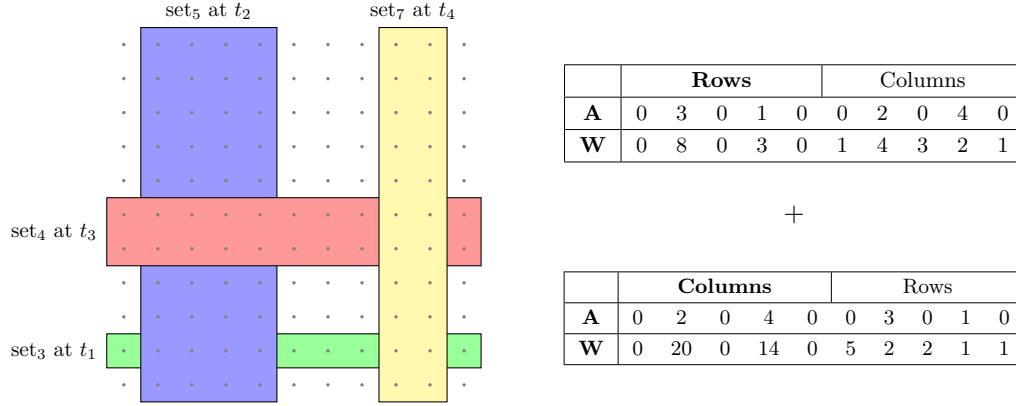 set₅ at t₂ set₇ at t₄
set₄ at t₃
set₃ at t₁
Rows Columns
A 0 3 0 1 0 0 2 0 4 0
W 0 8 0 3 0 1 4 3 2 1
+
Columns Rows
A 0 2 0 4 0 0 3 0 1 0
W 0 20 0 14 0 5 2 2 1 1